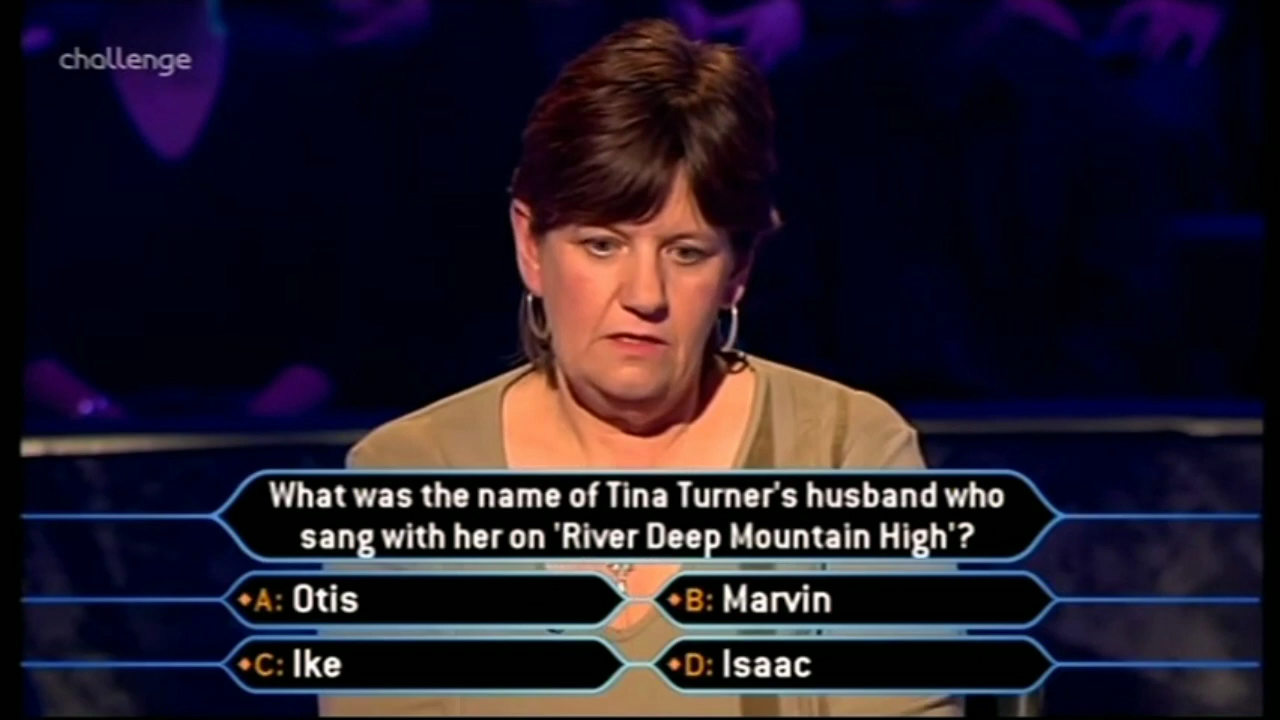 challenge
What was the name of Tina Turner's husband who
sang with her on 'River Deep Mountain High'?
A: Otis
B: Marvin
C: Ike
D: Isaac